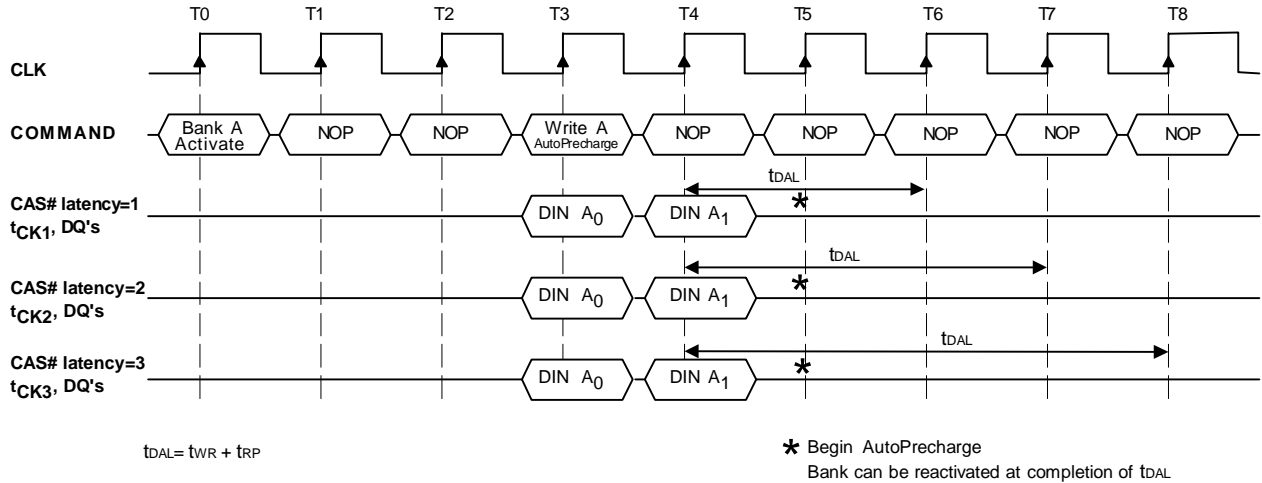 T0 T1 T2 T3 T4 T5 T6 T7 T8
CLK
COMMAND
Bank A
Activate
NOP
NOP
Write A
AutoPrecharge
NOP
NOP
NOP
NOP
NOP
tDAL
CAS# latency=1
tCK1, DQ's
DIN A0
DIN A1
*
tDAL
CAS# latency=2
tCK2, DQ's
DIN A0
DIN A1
*
tDAL
CAS# latency=3
tCK3, DQ's
DIN A0
DIN A1
*
tDAL= tWR + tRP
* Begin AutoPrecharge
Bank can be reactivated at completion of tDAL